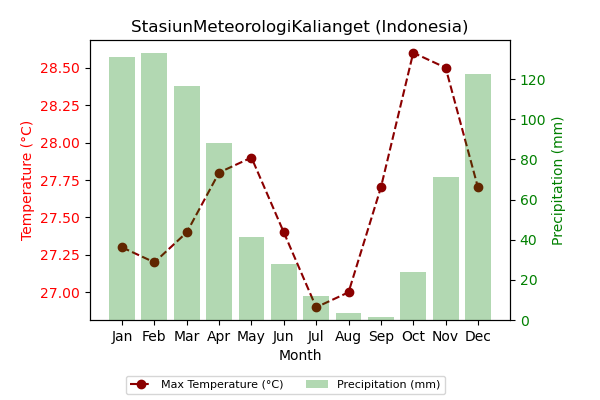 StasiunMeteorologiKalianget (Indonesia)
Temperature (°C)
28.50
28.25
28.00
27.75
27.50
27.25
27.00
120
100
80
60
40
20
0
Precipitation (mm)
Jan Feb Mar Apr May Jun Jul Aug Sep Oct Nov Dec
Month
Max Temperature (°C) Precipitation (mm)